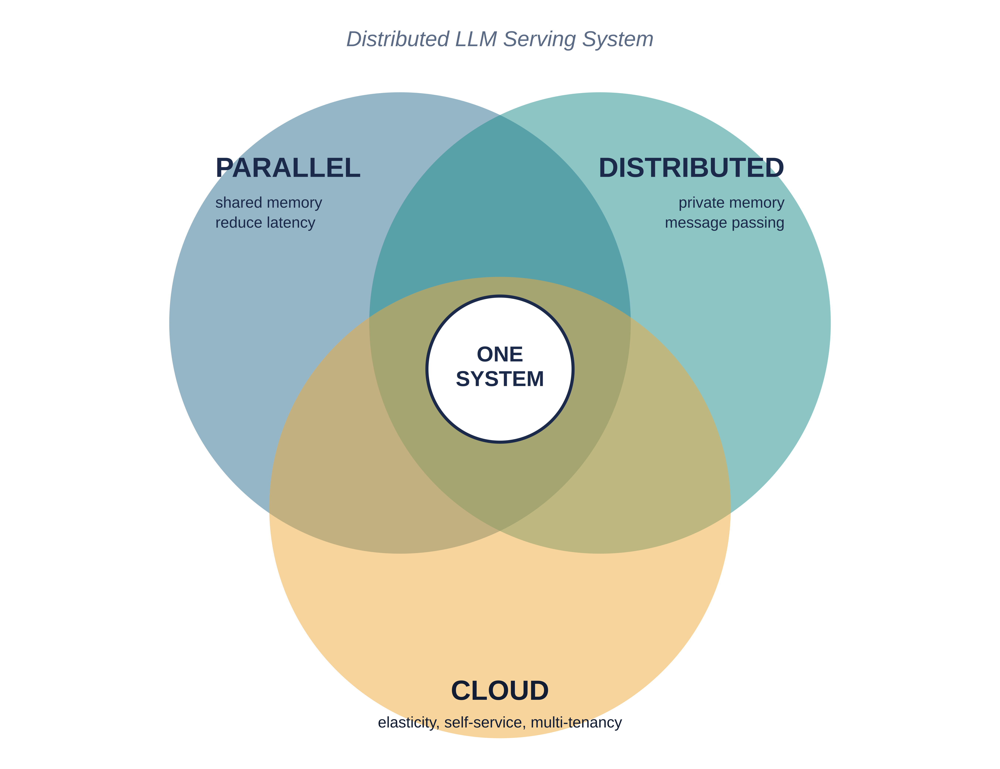 Distributed LLM Serving System
PARALLEL
shared memory
reduce latency
DISTRIBUTED
private memory
message passing
ONE
SYSTEM
CLOUD
elasticity, self-service, multi-tenancy